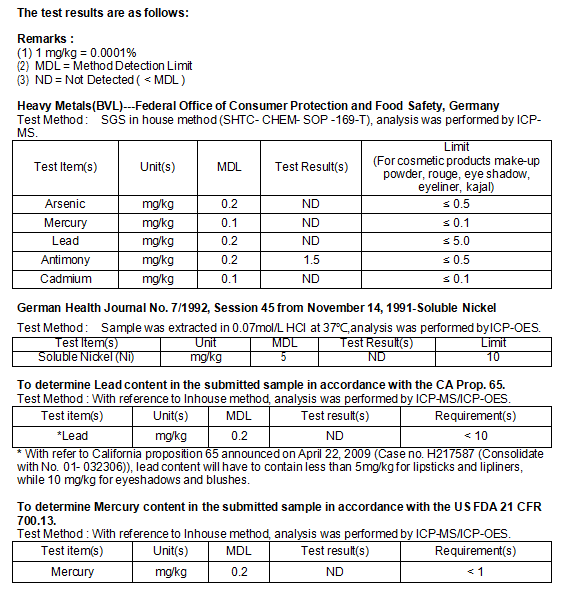 The test results are as follows:
Remarks :
(1) 1 mg/kg = 0.0001%
(2) MDL = Method Detection Limit
(3) ND = Not Detected ( < MDL )
Heavy Metals(BVL)---Federal Office of Consumer Protection and Food Safety, Germany
Test Method : SGS in house method (SHTC- CHEM- SOP -169-T), analysis was performed by ICP-
MS.
Test Item(s) Unit(s) MDL Test Result(s) Limit
(For cosmetic products make-up
powder, rouge, eye shadow,
eyeliner, kajal)
Arsenic mg/kg 0.2 ND ≤ 0.5
Mercury mg/kg 0.1 ND ≤ 0.1
Lead mg/kg 0.2 ND ≤ 5.0
Antimony mg/kg 0.2 1.5 ≤ 0.5
Cadmium mg/kg 0.1 ND ≤ 0.1
German Health Journal No. 7/1992, Session 45 from November 14, 1991-Soluble Nickel
Test Method : Sample was extracted in 0.07mol/L HCl at 37℃,analysis was performed by ICP-OES.
Test Item(s) Unit MDL Test Result(s) Limit
Soluble Nickel (Ni) mg/kg 5 ND 10
To determine Lead content in the submitted sample in accordance with the CA Prop. 65.
Test Method : With reference to Inhouse method, analysis was performed by ICP-MS/ICP-OES.
Test item(s) Unit(s) MDL Test result(s) Requirement(s)
*Lead mg/kg 0.2 ND < 10
* With refer to California proposition 65 announced on April 22, 2009 (Case no. H217587 (Consolidate
with No. 01- 032306)), lead content will have to contain less than 5mg/kg for lipsticks and lipliners,
while 10 mg/kg for eyeshadows and blushes.
To determine Mercury content in the submitted sample in accordance with the US FDA 21 CFR
700.13.
Test Method : With reference to Inhouse method, analysis was performed by ICP-MS/ICP-OES.
Test item(s) Unit(s) MDL Test result(s) Requirement(s)
Mercury mg/kg 0.2 ND < 1